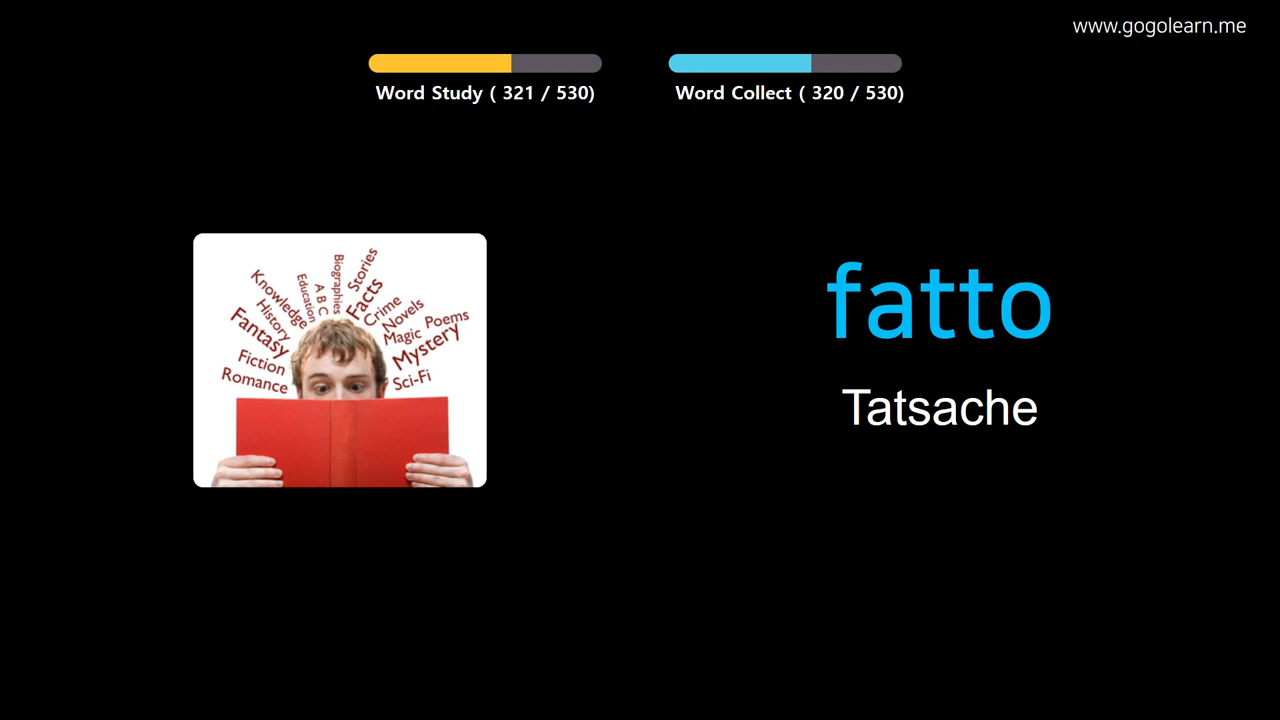 www.gogolearn.me
Word Study ( 321 / 530)
Word Collect ( 320 / 530)
fatto
Tatsache
Knowledge
History
Fantasy
Fiction
Romance
Education
A B C
Biographies
Stories
Facts
Crime
Novels
Magic
Poems
Mystery
Sci-Fi